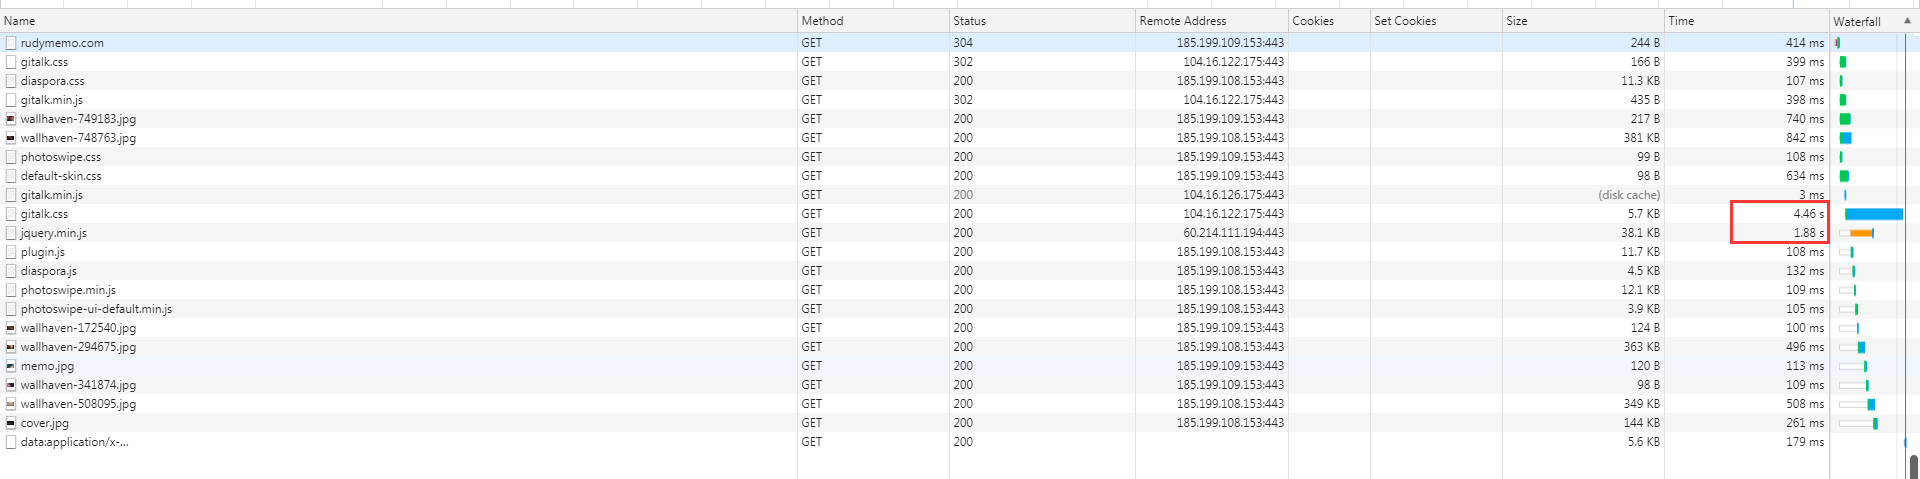 Name Method Status Remote Address Cookies Set Cookies Size Time Waterfall ▲
rudymemo.com GET 304 185.199.109.153:443 244 B 414 ms
gitalk.css GET 302 104.16.122.175:443 166 B 399 ms
diaspora.css GET 200 185.199.108.153:443 11.3 KB 107 ms
gitalk.min.js GET 302 104.16.122.175:443 435 B 398 ms
wallhaven-749183.jpg GET 200 185.199.109.153:443 217 B 740 ms
wallhaven-748763.jpg GET 200 185.199.108.153:443 381 KB 842 ms
photoswipe.css GET 200 185.199.109.153:443 99 B 108 ms
default-skin.css GET 200 185.199.109.153:443 98 B 634 ms
gitalk.min.js GET 200 104.16.126.175:443 (disk cache) 3 ms
gitalk.css GET 200 104.16.122.175:443 5.7 KB 4.46 s
jquery.min.js GET 200 60.214.111.194:443 38.1 KB 1.88 s
plugin.js GET 200 185.199.108.153:443 11.7 KB 108 ms
diaspora.js GET 200 185.199.108.153:443 4.5 KB 132 ms
photoswipe.min.js GET 200 185.199.108.153:443 12.1 KB 109 ms
photoswipe-ui-default.min.js GET 200 185.199.108.153:443 3.9 KB 105 ms
wallhaven-172540.jpg GET 200 185.199.109.153:443 124 B 100 ms
wallhaven-294675.jpg GET 200 185.199.109.153:443 363 KB 496 ms
memo.jpg GET 200 185.199.109.153:443 120 B 113 ms
wallhaven-341874.jpg GET 200 185.199.109.153:443 98 B 109 ms
wallhaven-508095.jpg GET 200 185.199.108.153:443 349 KB 508 ms
cover.jpg GET 200 185.199.108.153:443 144 KB 261 ms
data:application/x-... GET 200 5.6 KB 179 ms